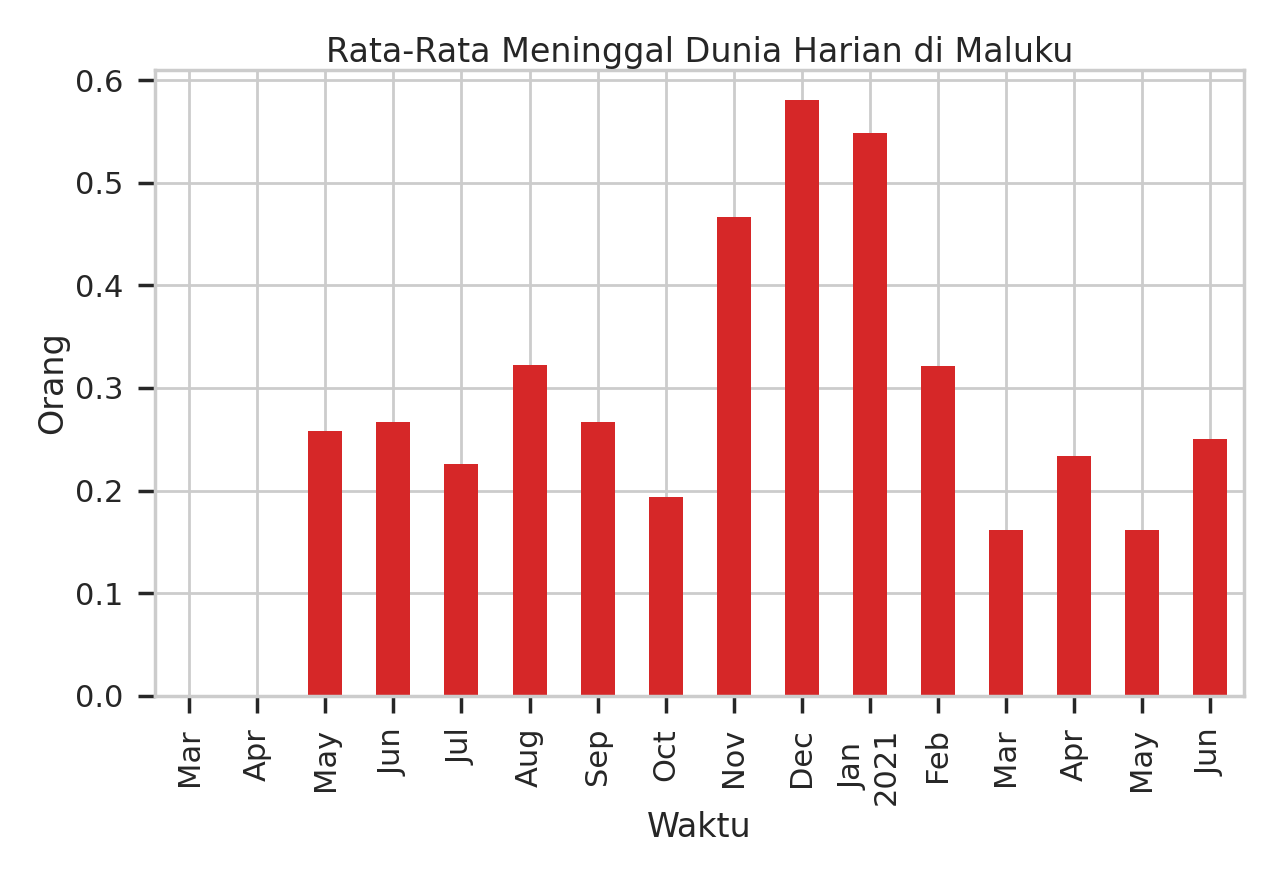 Rata-Rata Meninggal Dunia Harian di Maluku
0.6
0.5
0.4
0.3
0.2
0.1
0.0
Orang
Mar
Apr
May
Jun
Jul
Aug
Sep
Oct
Nov
Dec
Jan
2021
Feb
Mar
Apr
May
Jun
Waktu